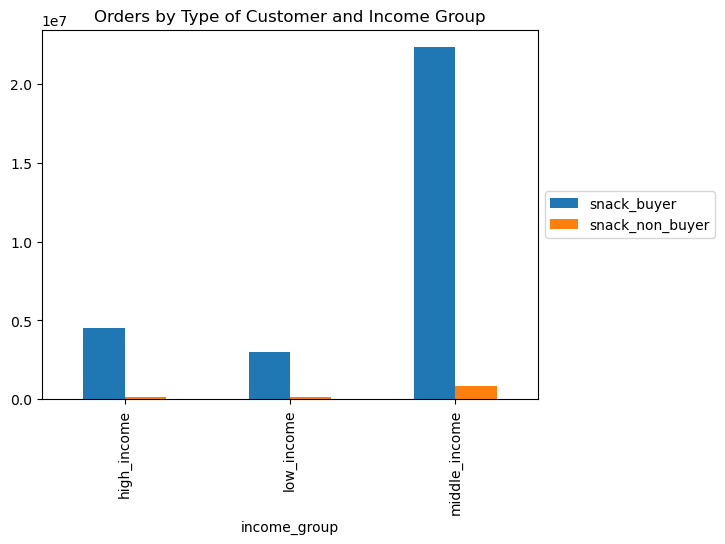 Orders by Type of Customer and Income Group
1e7
2.0
1.5
1.0
0.5
0.0
high_income
low_income
middle_income
income_group
snack_buyer
snack_non_buyer